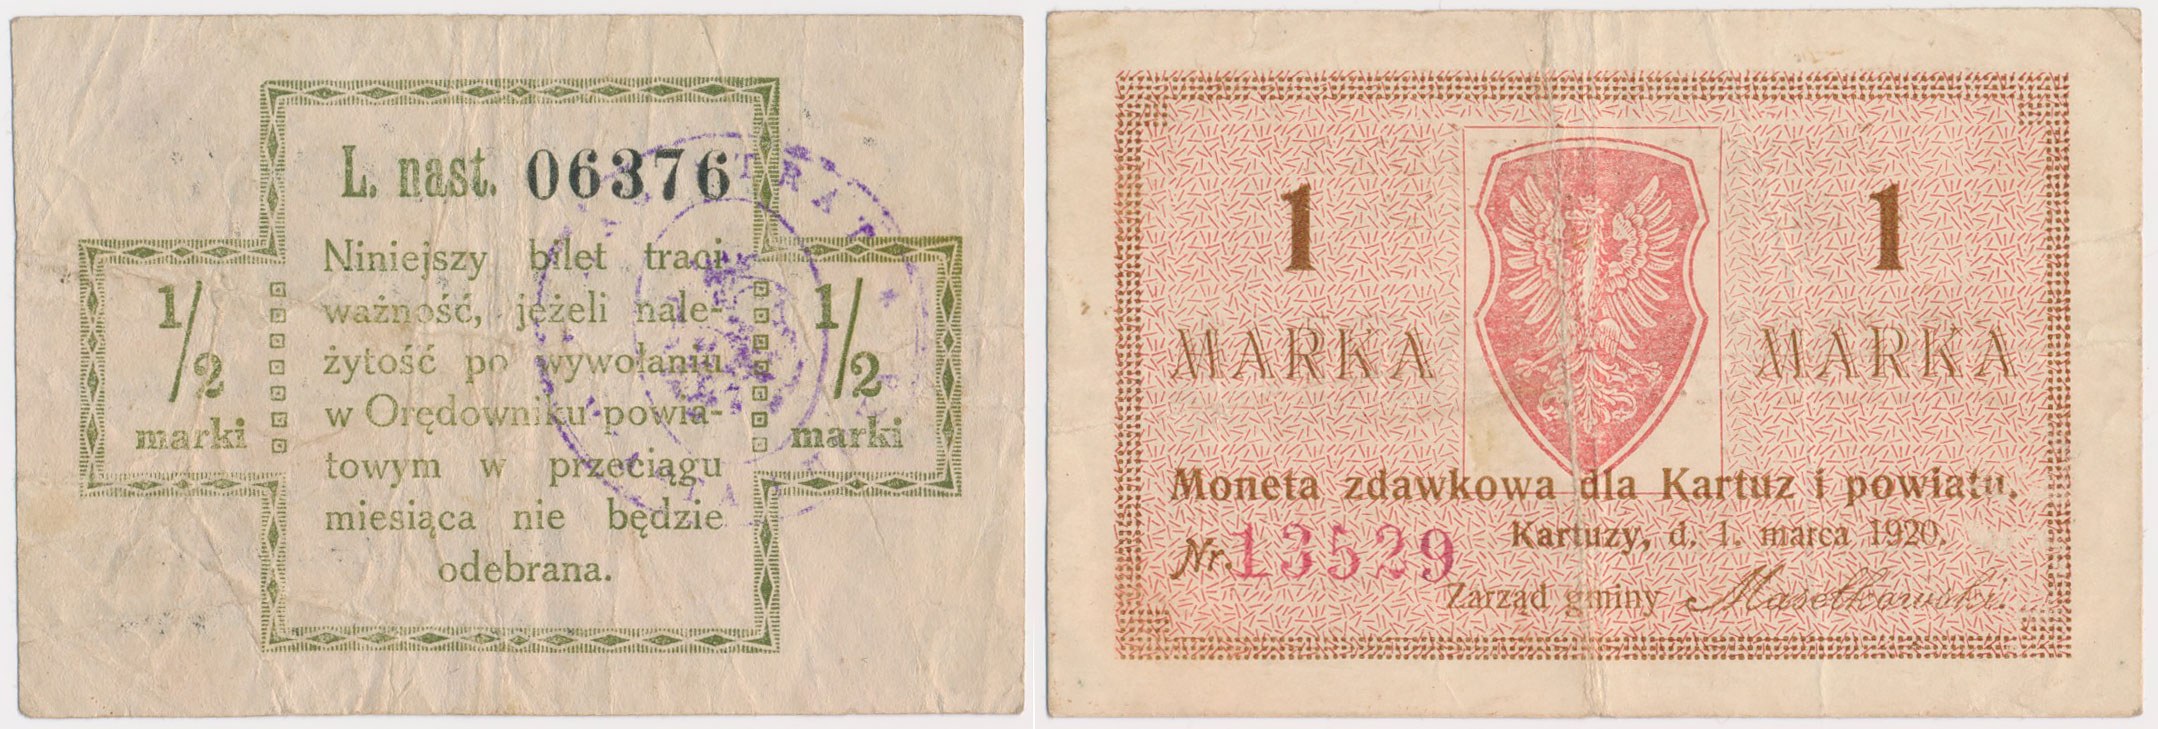 L. nast. 06376
Niniejszy bilet traci
ważność, jeżeli nale-
żytość po wywołaniu
w Orędowniku powia-
towym w przeciągu
miesiąca nie będzie
odebrana.
1/2
marki
1/2
marki
1
MARKA
1
MARKA
Moneta zdawkowa dla Kartuz i powiatu.
Kartuzy, d. 1. marca 1920.
Nr. 13529
Zarząd gminy